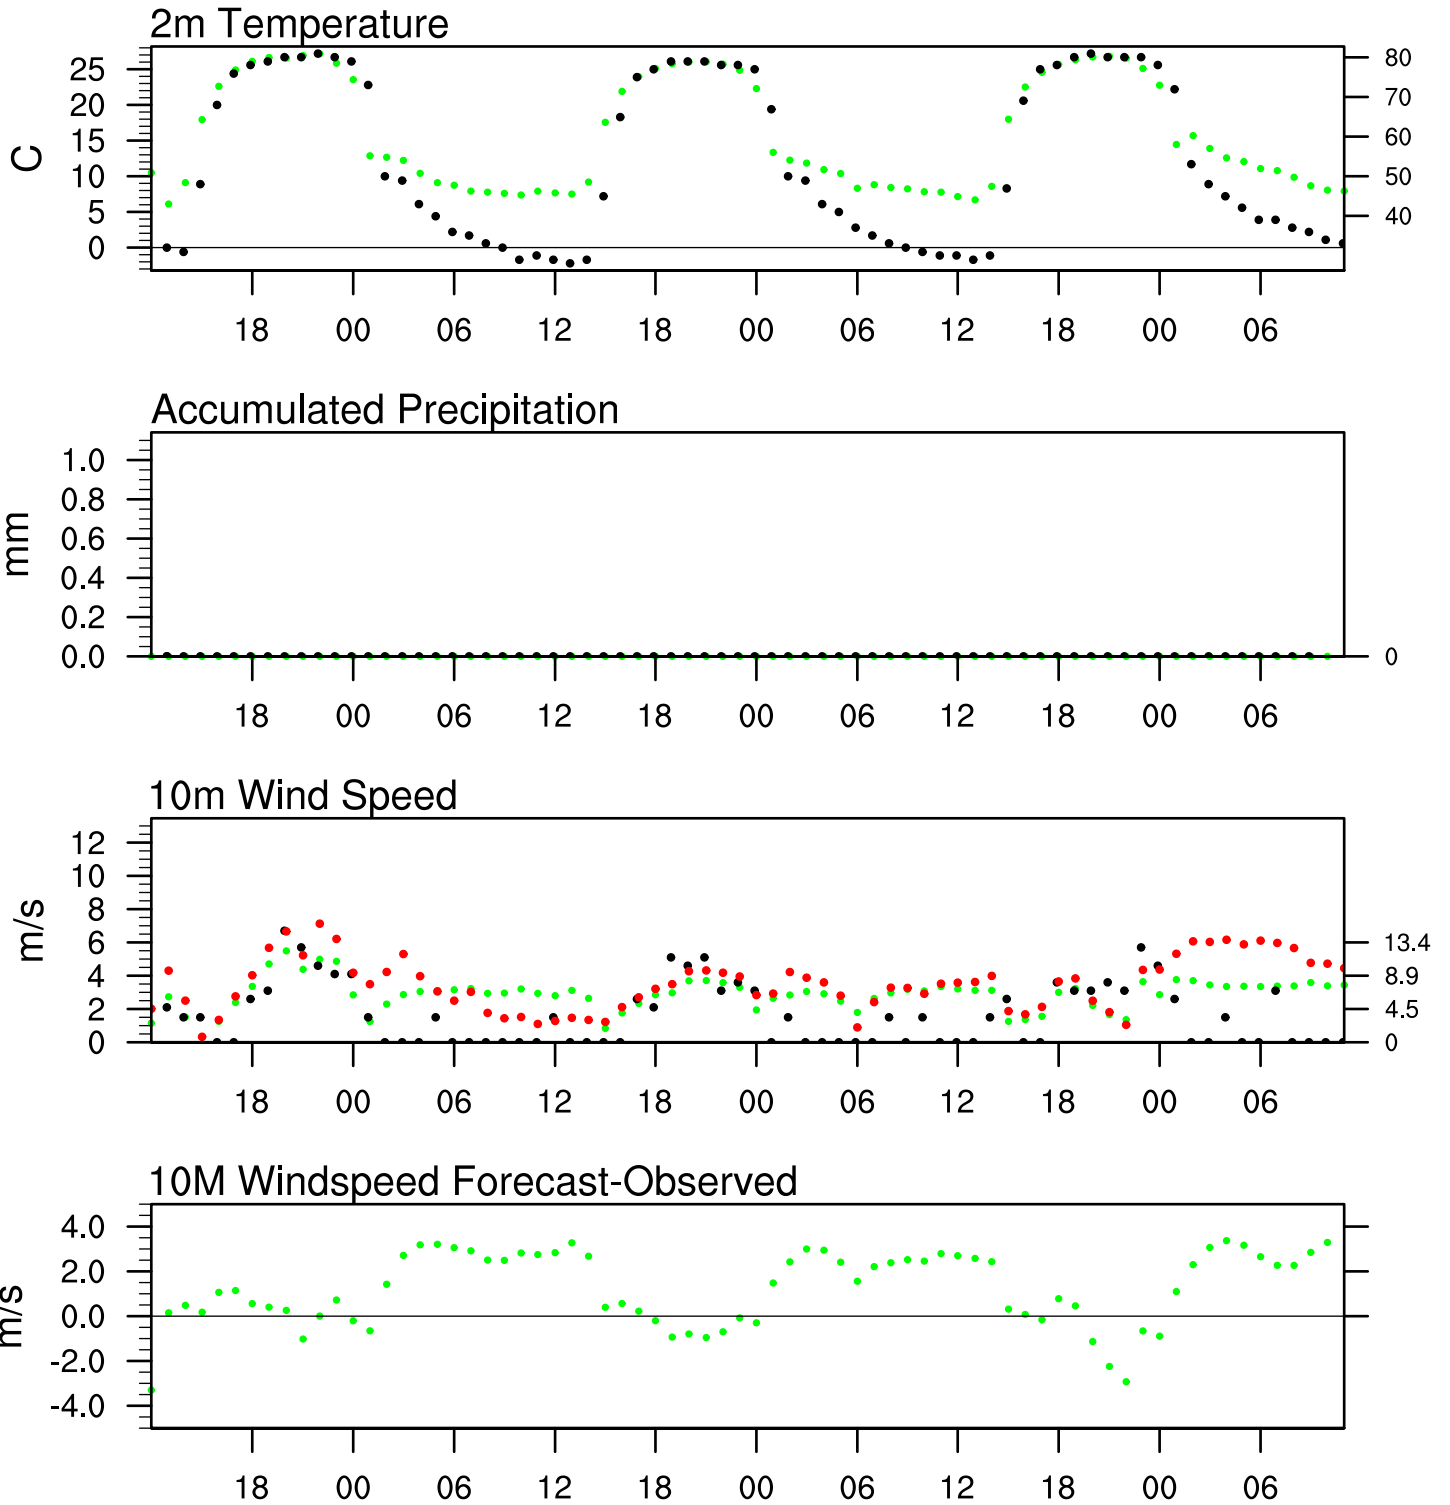 2m Temperature
25
20
15
10
5
0
C
80
70
60
50
40
18 00 06 12 18 00 06 12 18 00 06
Accumulated Precipitation
1.0
0.8
0.6
0.4
0.2
0.0
mm
0
18 00 06 12 18 00 06 12 18 00 06
10m Wind Speed
12
10
8
6
4
2
0
m/s
13.4
8.9
4.5
0
18 00 06 12 18 00 06 12 18 00 06
10M Windspeed Forecast-Observed
4.0
2.0
0.0
-2.0
-4.0
m/s
18 00 06 12 18 00 06 12 18 00 06